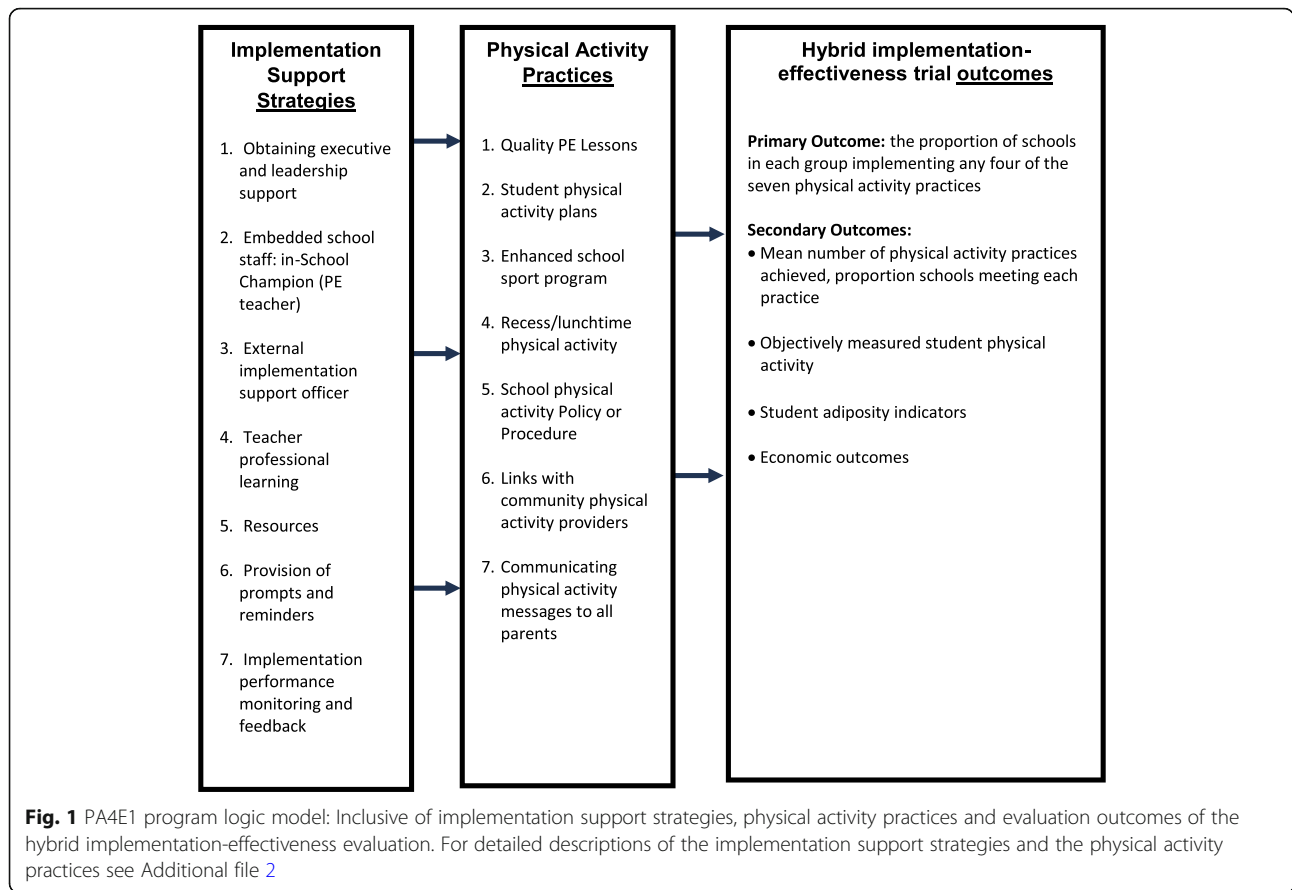 Implementation
Support
Strategies
1. Obtaining executive
and leadership
support
2. Embedded school
staff: in-School
Champion (PE
teacher)
3. External
implementation
support officer
4. Teacher
professional
learning
5. Resources
6. Provision of
prompts and
reminders
7. Implementation
performance
monitoring and
feedback
Physical Activity
Practices
1. Quality PE Lessons
2. Student physical
activity plans
3. Enhanced school
sport program
4. Recess/lunchtime
physical activity
5. School physical
activity Policy or
Procedure
6. Links with
community physical
activity providers
7. Communicating
physical activity
messages to all
parents
Hybrid implementation-
effectiveness trial outcomes
Primary Outcome: the proportion of schools
in each group implementing any four of the
seven physical activity practices
Secondary Outcomes:
• Mean number of physical activity practices
achieved, proportion schools meeting each
practice
• Objectively measured student physical
activity
• Student adiposity indicators
• Economic outcomes
Fig. 1 PA4E1 program logic model: Inclusive of implementation support strategies, physical activity practices and evaluation outcomes of the
hybrid implementation-effectiveness evaluation. For detailed descriptions of the implementation support strategies and the physical activity
practices see Additional file 2